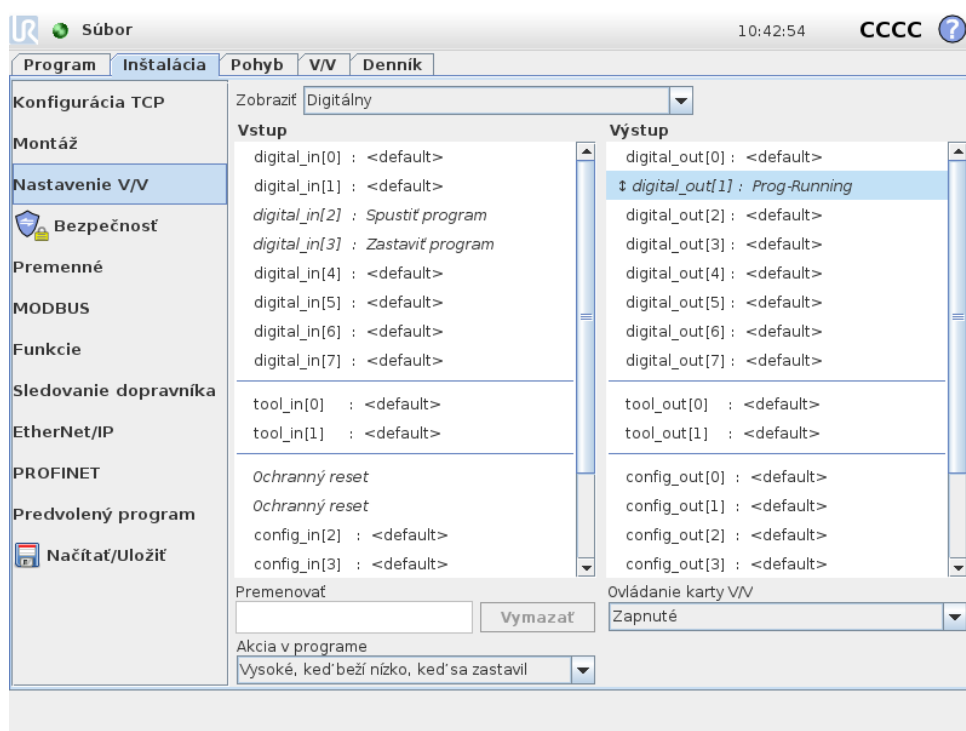 UR Súbor 10:42:54 CCCC ?
Program Inštalácia Pohyb V/V Denník
Konfigurácia TCP
Montáž
Nastavenie V/V
Bezpečnosť
Premenné
MODBUS
Funkcie
Sledovanie dopravníka
EtherNet/IP
PROFINET
Predvolený program
Načítať/Uložiť
Zobraziť Digitálny
Vstup
digital_in[0] : <default>
digital_in[1] : <default>
digital_in[2] : Spustiť program
digital_in[3] : Zastaviť program
digital_in[4] : <default>
digital_in[5] : <default>
digital_in[6] : <default>
digital_in[7] : <default>
tool_in[0] : <default>
tool_in[1] : <default>
Ochranný reset
Ochranný reset
config_in[2] : <default>
config_in[3] : <default>
Výstup
digital_out[0] : <default>
↕ digital_out[1] : Prog-Running
digital_out[2] : <default>
digital_out[3] : <default>
digital_out[4] : <default>
digital_out[5] : <default>
digital_out[6] : <default>
digital_out[7] : <default>
tool_out[0] : <default>
tool_out[1] : <default>
config_out[0] : <default>
config_out[1] : <default>
config_out[2] : <default>
config_out[3] : <default>
Premenovať
Vymazať
Akcia v programe
Vysoké, keď beží nízko, keď sa zastavil
Ovládanie karty V/V
Zapnuté